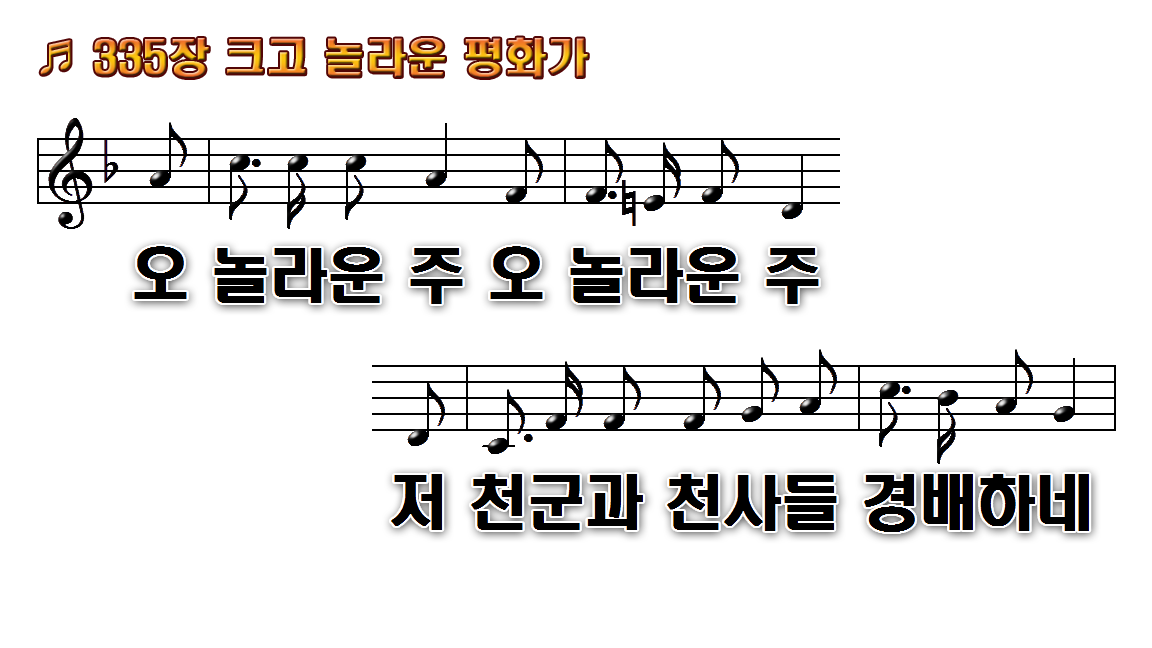 ♬ 335장 크고 놀라운 평화가
오 놀라운 주 오 놀라운 주
저 천군과 천사들 경배하네